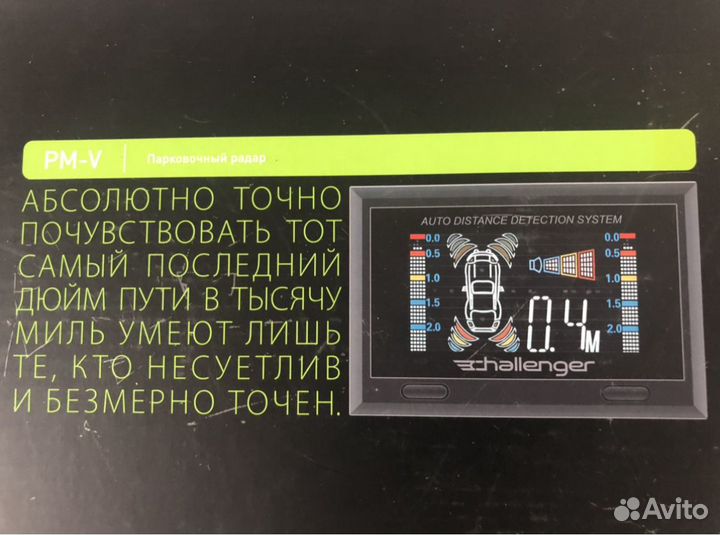 PM-V Парковочный радар
АБСОЛЮТНО ТОЧНО
ПОЧУВСТВОВАТЬ ТОТ
САМЫЙ ПОСЛЕДНИЙ
ДЮЙМ ПУТИ В ТЫСЯЧУ
МИЛЬ УМЕЮТ ЛИШЬ
ТЕ, КТО НЕСУЕТЛИВ
И БЕЗМЕРНО ТОЧЕН.
AUTO DISTANCE DETECTION SYSTEM
0.0 0.0
0.5 0.5
1.0 1.0
1.5 1.5
2.0 2.0
0.4M
challenger
Avito